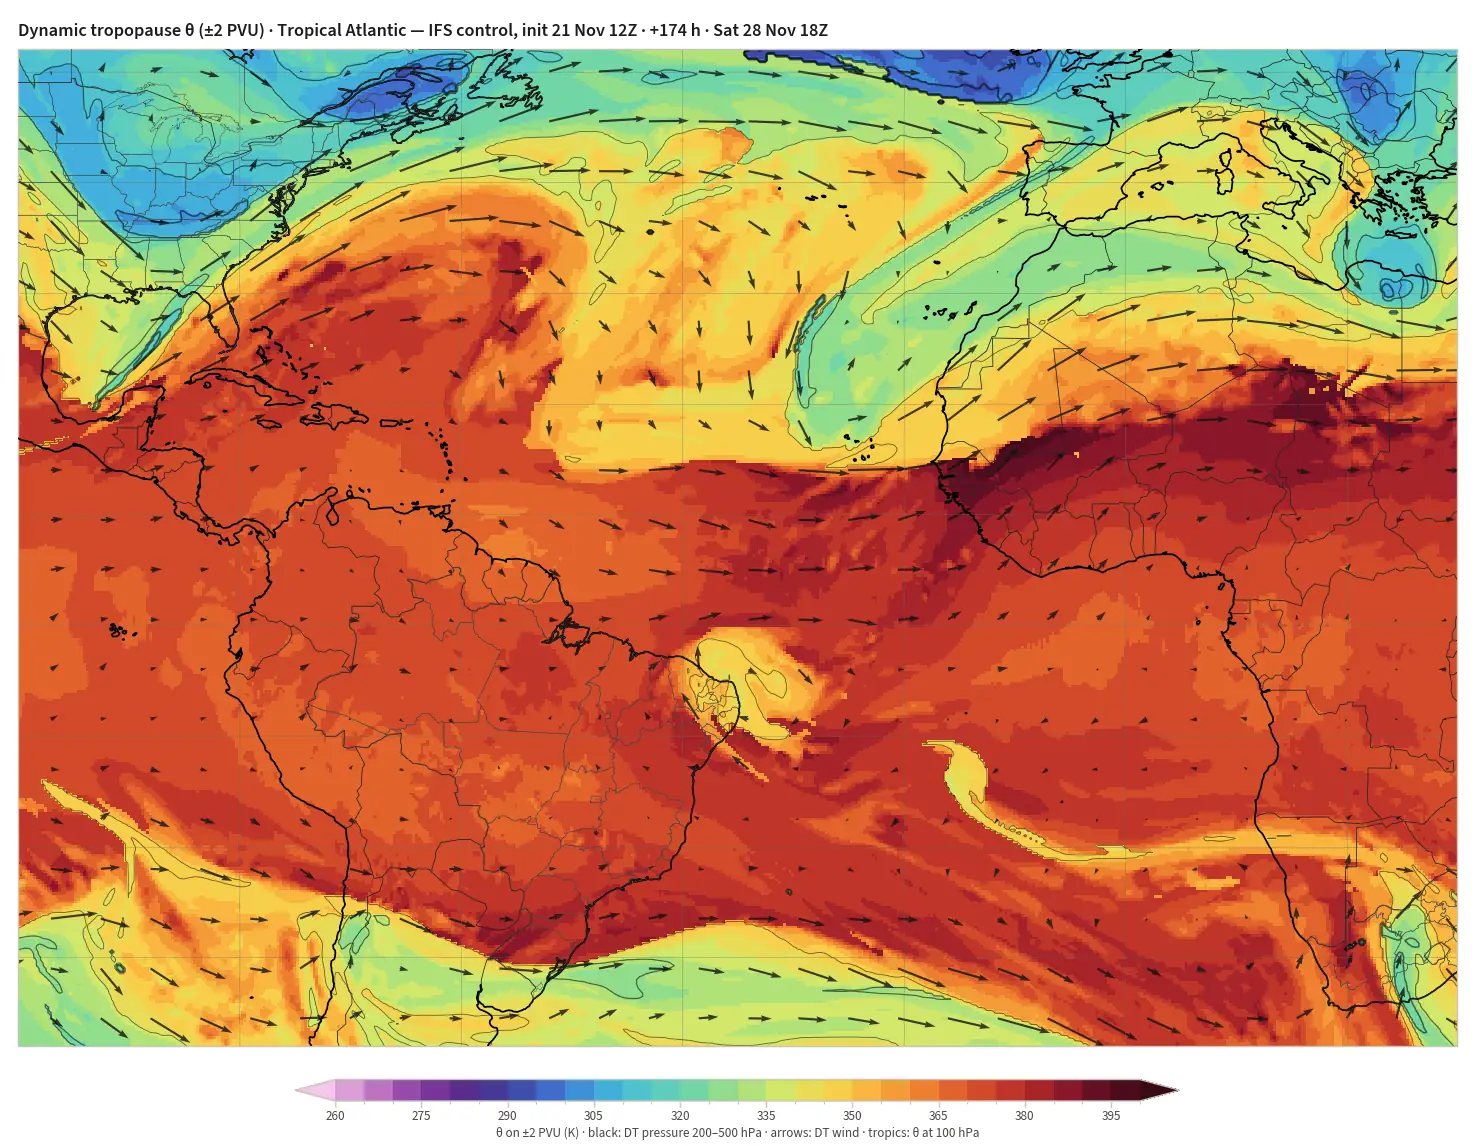 Dynamic tropopause θ (±2 PVU) · Tropical Atlantic — IFS control, init 21 Nov 12Z · +174 h · Sat 28 Nov 18Z
260 275 290 305 320 335 350 365 380 395
θ on ±2 PVU (K) · black: DT pressure 200–500 hPa · arrows: DT wind · tropics: θ at 100 hPa